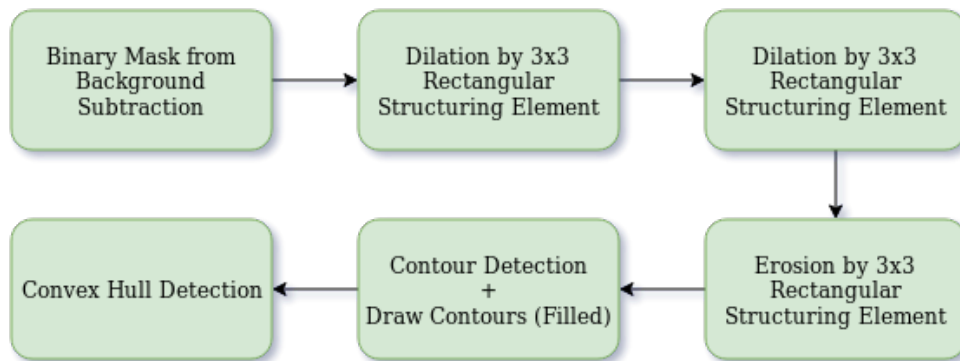 Binary Mask from
Background
Subtraction
Dilation by 3x3
Rectangular
Structuring Element
Dilation by 3x3
Rectangular
Structuring Element
Erosion by 3x3
Rectangular
Structuring Element
Contour Detection
+
Draw Contours (Filled)
Convex Hull Detection